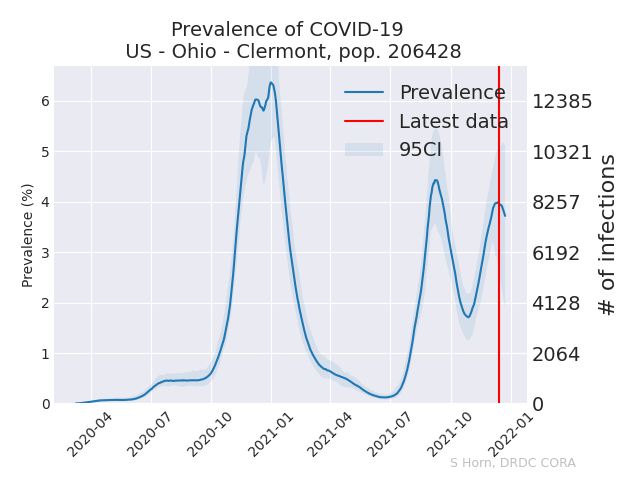 Prevalence of COVID-19
US - Ohio - Clermont, pop. 206428
Prevalence
Latest data
95CI
Prevalence (%)
6
5
4
3
2
1
0
12385
10321
8257
6192
4128
2064
0
# of infections
2020-04
2020-07
2020-10
2021-01
2021-04
2021-07
2021-10
2022-01
S Horn, DRDC CORA